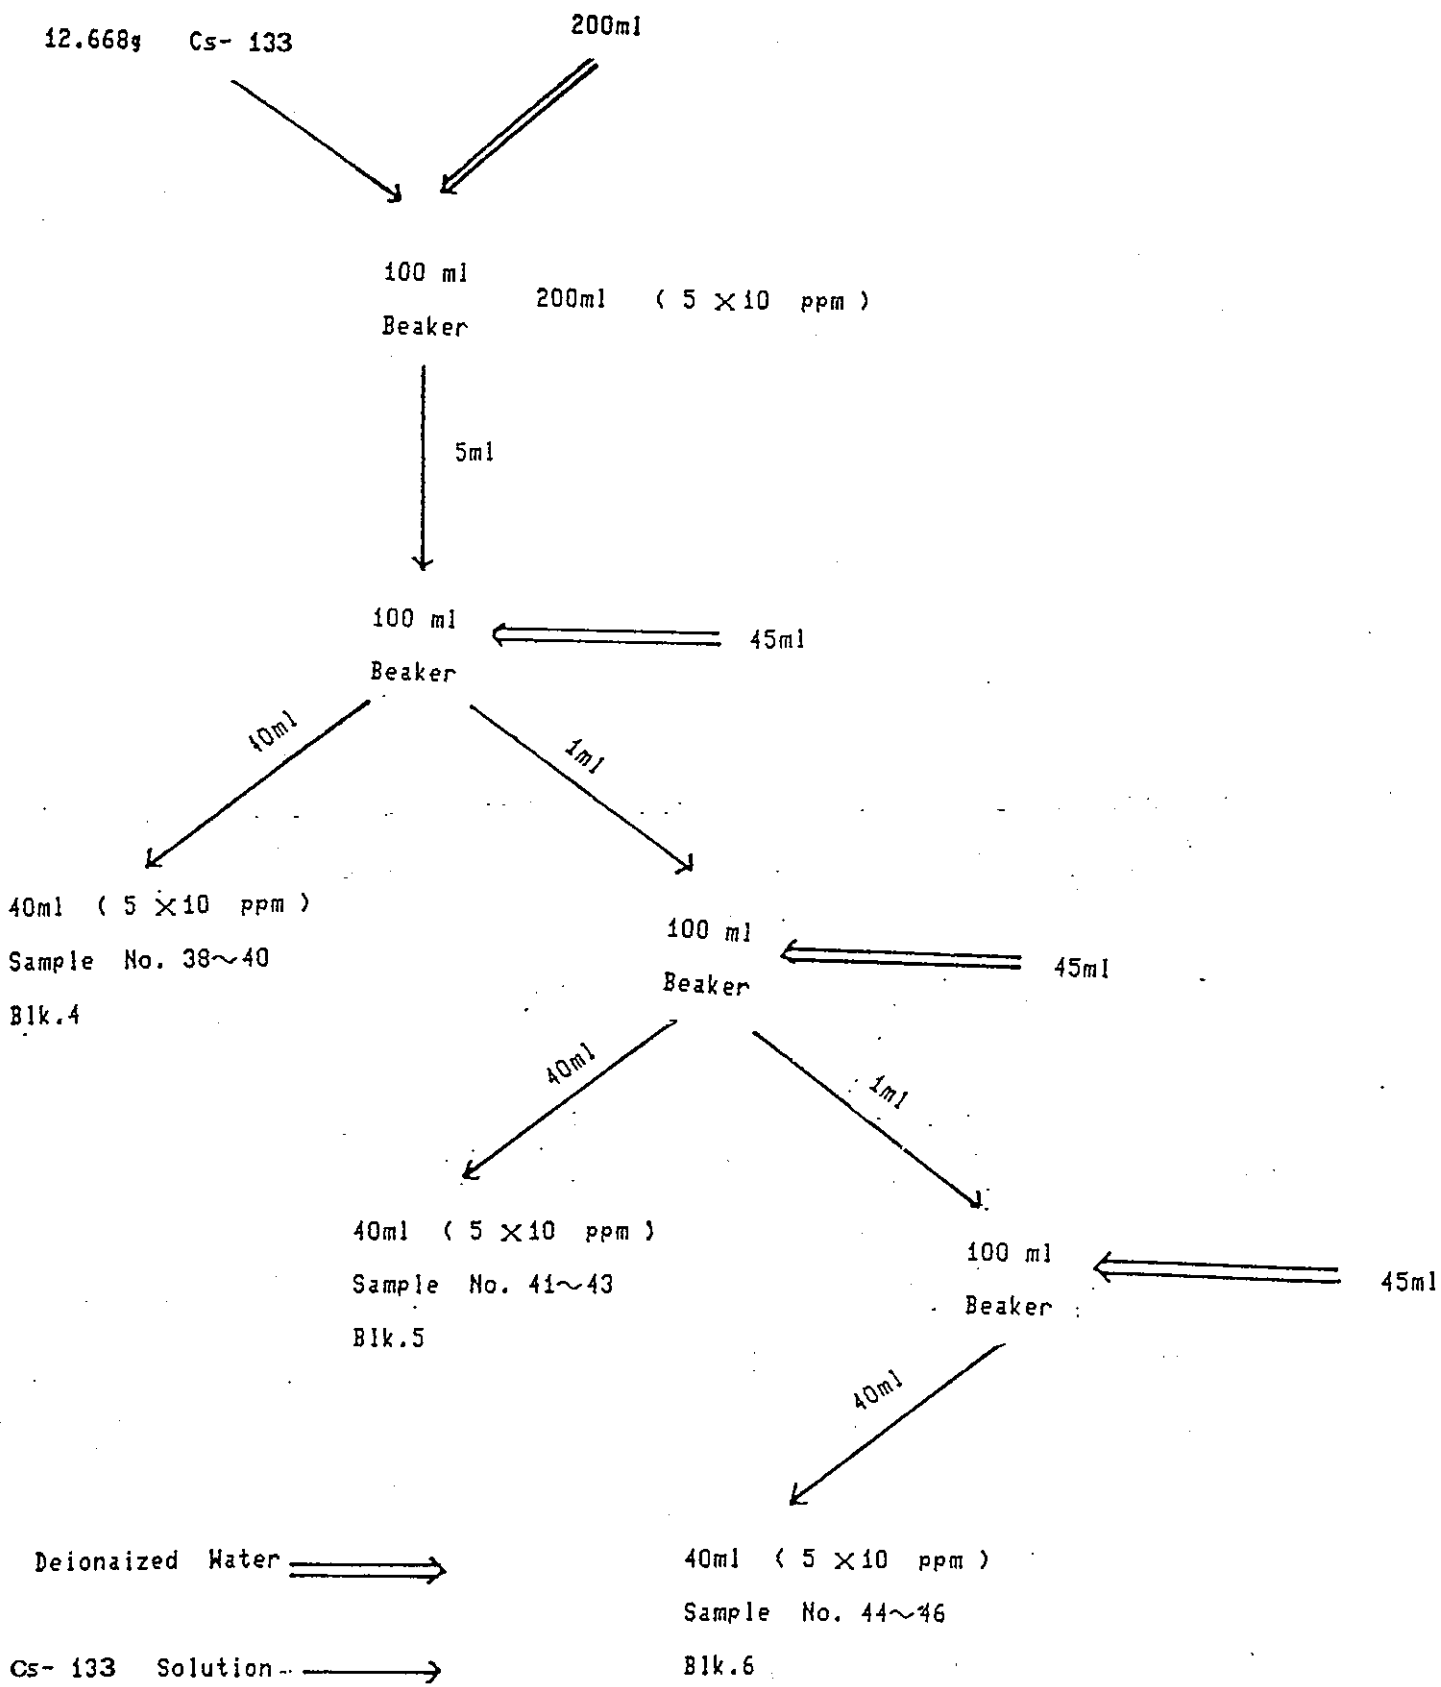 12.668g Cs- 133
200ml
100 ml
Beaker
200ml ( 5 ×10 ppm )
5ml
100 ml
Beaker
45ml
10ml
1ml
40ml ( 5 ×10 ppm )
Sample No. 38~40
Blk.4
100 ml
Beaker
45ml
40ml
1ml
40ml ( 5 ×10 ppm )
Sample No. 41~43
Blk.5
100 ml
Beaker
45ml
40ml
40ml ( 5 ×10 ppm )
Sample No. 44~46
Blk.6
Deionaized Water
Cs- 133 Solution